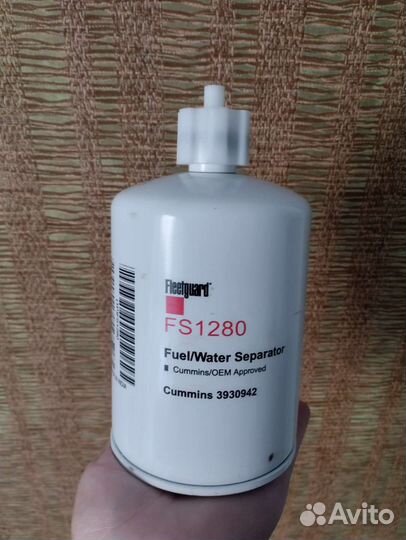 Fleetguard
FS1280
Fuel/Water Separator
Cummins/OEM Approved
Cummins 3930942
Avito